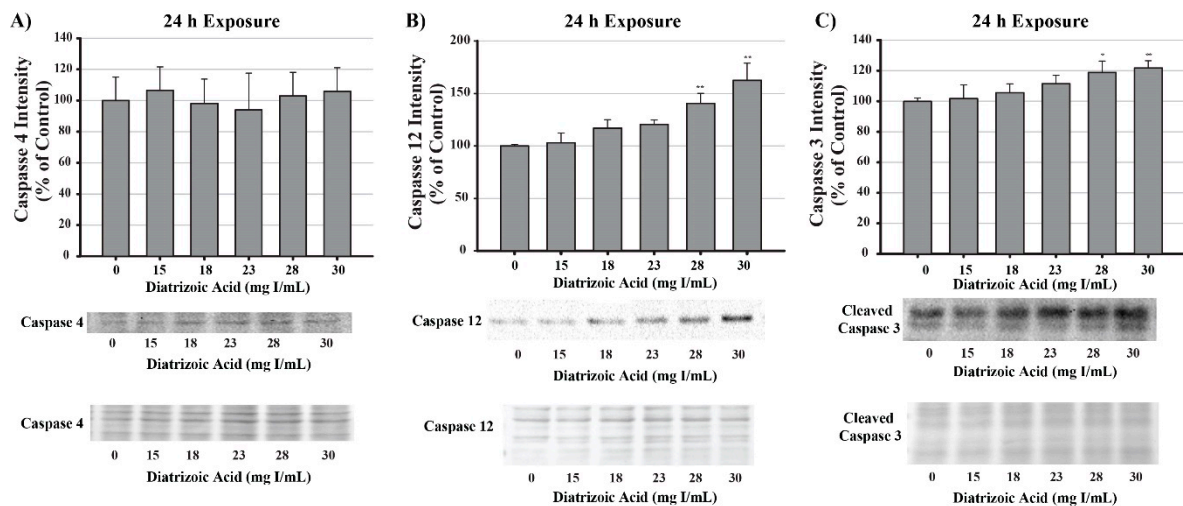 A)
24 h Exposure
Caspasse 4 Intensity
(% of Control)
140
120
100
80
60
40
20
0
0 15 18 23 28 30
Diatrizoic Acid (mg I/mL)
Caspase 4
0 15 18 23 28 30
Diatrizoic Acid (mg I/mL)
Caspase 4
0 15 18 23 28 30
Diatrizoic Acid (mg I/mL)
B)
24 h Exposure
Caspasse 12 Intensity
(% of Control)
200
150
100
50
0
** **
0 15 18 23 28 30
Diatrizoic Acid (mg I/mL)
Caspase 12
0 15 18 23 28 30
Diatrizoic Acid (mg I/mL)
Caspase 12
0 15 18 23 28 30
Diatrizoic Acid (mg I/mL)
C)
24 h Exposure
Caspasse 3 Intensity
(% of Control)
140
120
100
80
60
40
20
0
* **
0 15 18 23 28 30
Diatrizoic Acid (mg I/mL)
Cleaved
Caspase 3
0 15 18 23 28 30
Diatrizoic Acid (mg I/mL)
Cleaved
Caspase 3
0 15 18 23 28 30
Diatrizoic Acid (mg I/mL)